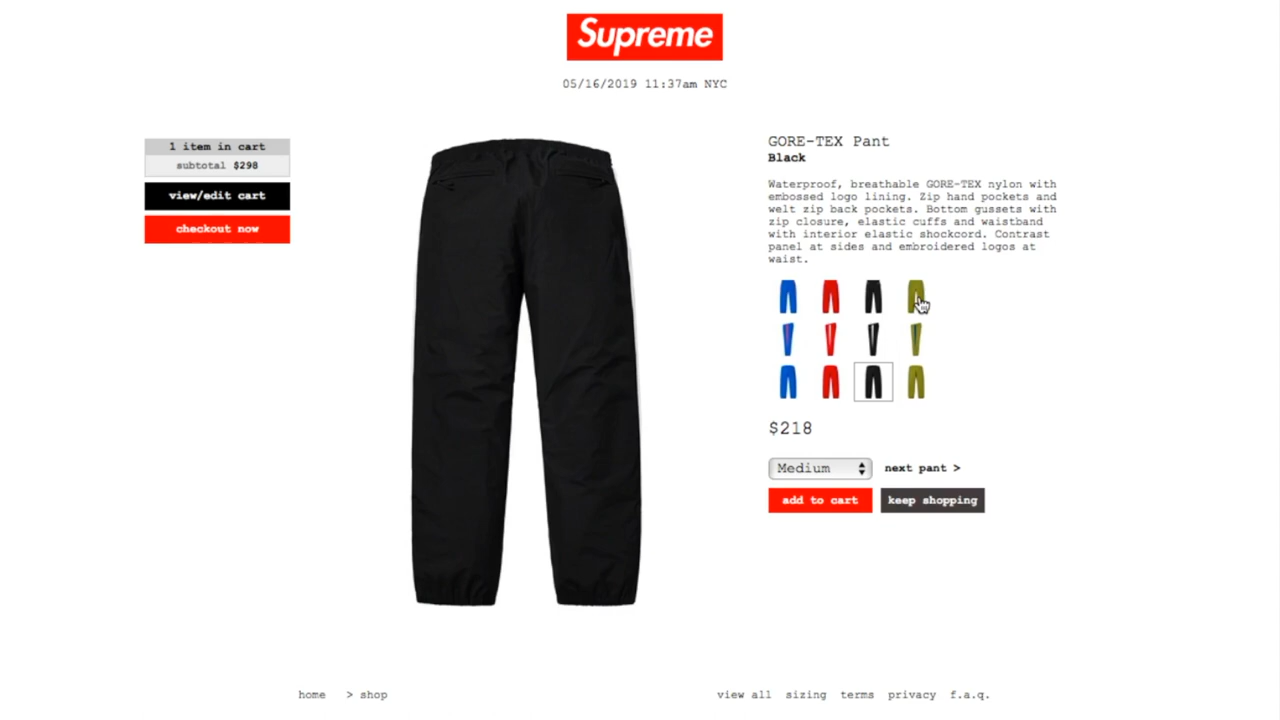 Supreme
05/16/2019 11:37am NYC
1 item in cart
subtotal $298
view/edit cart
checkout now
GORE-TEX Pant
Black
Waterproof, breathable GORE-TEX nylon with
embossed logo lining. Zip hand pockets and
welt zip back pockets. Bottom gussets with
zip closure, elastic cuffs and waistband
with interior elastic shockcord. Contrast
panel at sides and embroidered logos at
waist.
$218
Medium next pant >
add to cart keep shopping
home > shop view all sizing terms privacy f.a.q.